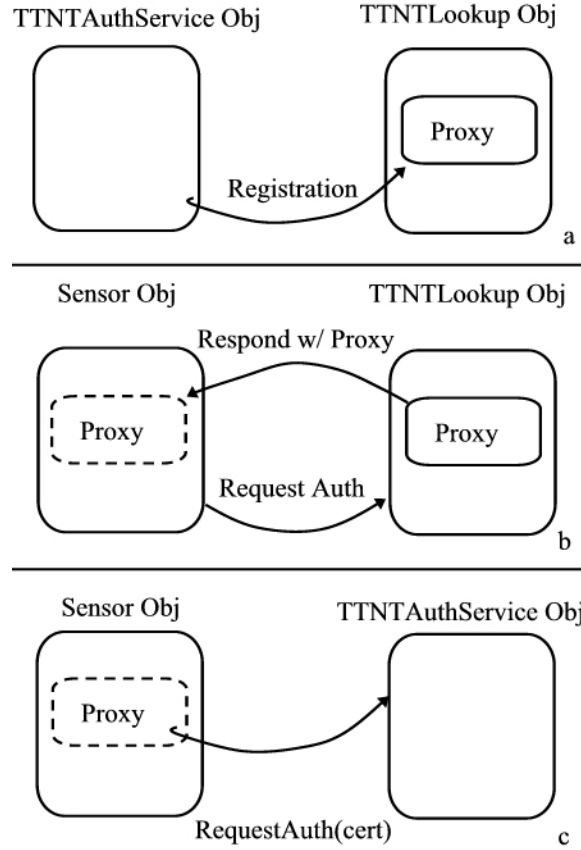 TTNTAuthService Obj
TTNTLookup Obj
Proxy
Registration
a
Sensor Obj
TTNTLookup Obj
Respond w/ Proxy
Proxy
Proxy
Request Auth
b
Sensor Obj
TTNTAuthService Obj
Proxy
RequestAuth(cert)
c